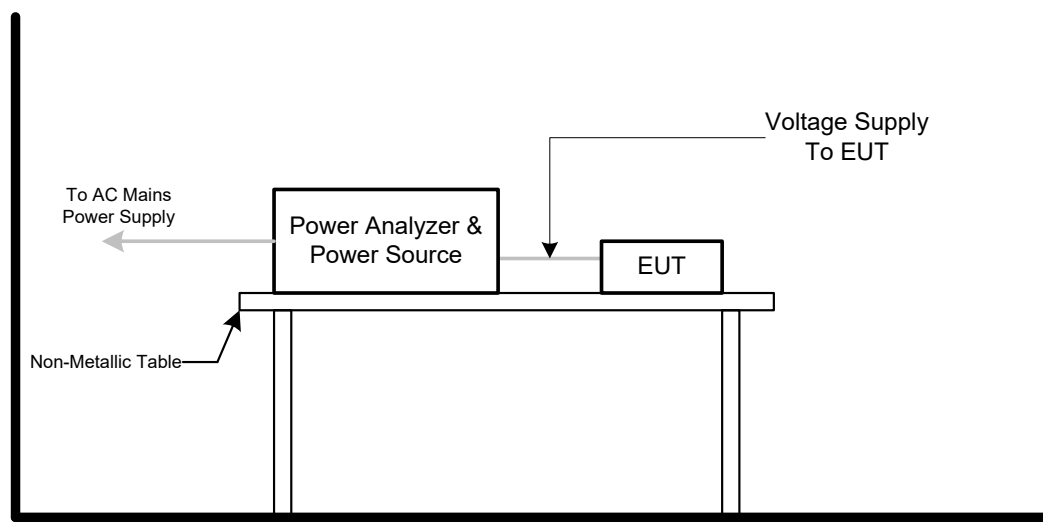 Voltage Supply
To EUT
To AC Mains
Power Supply
Power Analyzer &
Power Source
EUT
Non-Metallic Table